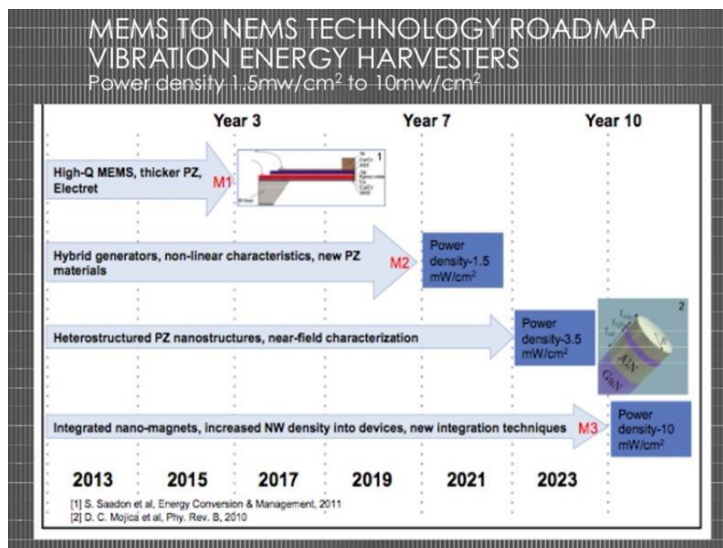 MEMS TO NEMS TECHNOLOGY ROADMAP
VIBRATION ENERGY HARVESTERS
Power density 1.5mw/cm² to 10mw/cm²
Year 3
Year 7
Year 10
High-Q MEMS, thicker PZ,
Electret
M1
1
Hybrid generators, non-linear characteristics, new PZ
materials
M2
Power
density-1.5
mW/cm²
Heterostructured PZ nanostructures, near-field characterization
Power
density-3.5
mW/cm²
2
AlN
GaN
Integrated nano-magnets, increased NW density into devices, new integration techniques
M3
Power
density-10
mW/cm²
2013
2015
2017
2019
2021
2023
[1] S. Saadon et al, Energy Conversion & Management, 2011
[2] D. C. Mojica et al, Phy. Rev. B, 2010